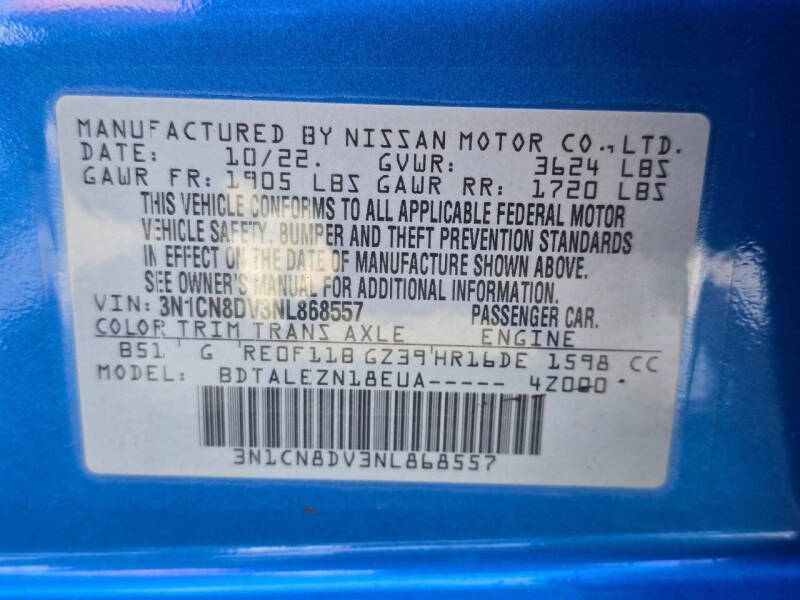 MANUFACTURED BY NISSAN MOTOR CO., LTD.
DATE: 10/22. GVWR: 3624 LBS
GAWR FR: 1905 LBS GAWR RR: 1720 LBS
THIS VEHICLE CONFORMS TO ALL APPLICABLE FEDERAL MOTOR
VEHICLE SAFETY, BUMPER AND THEFT PREVENTION STANDARDS
IN EFFECT ON THE DATE OF MANUFACTURE SHOWN ABOVE.
SEE OWNER'S MANUAL FOR ADDITIONAL INFORMATION.
VIN: 3N1CN8DV3NL868557 PASSENGER CAR.
COLOR TRIM TRANS AXLE ENGINE
B51 G RE0F11B GZ39 HR16DE 1598 CC
MODEL: BDTALEZN18EUA----- 4Z000
3N1CN8DV3NL868557